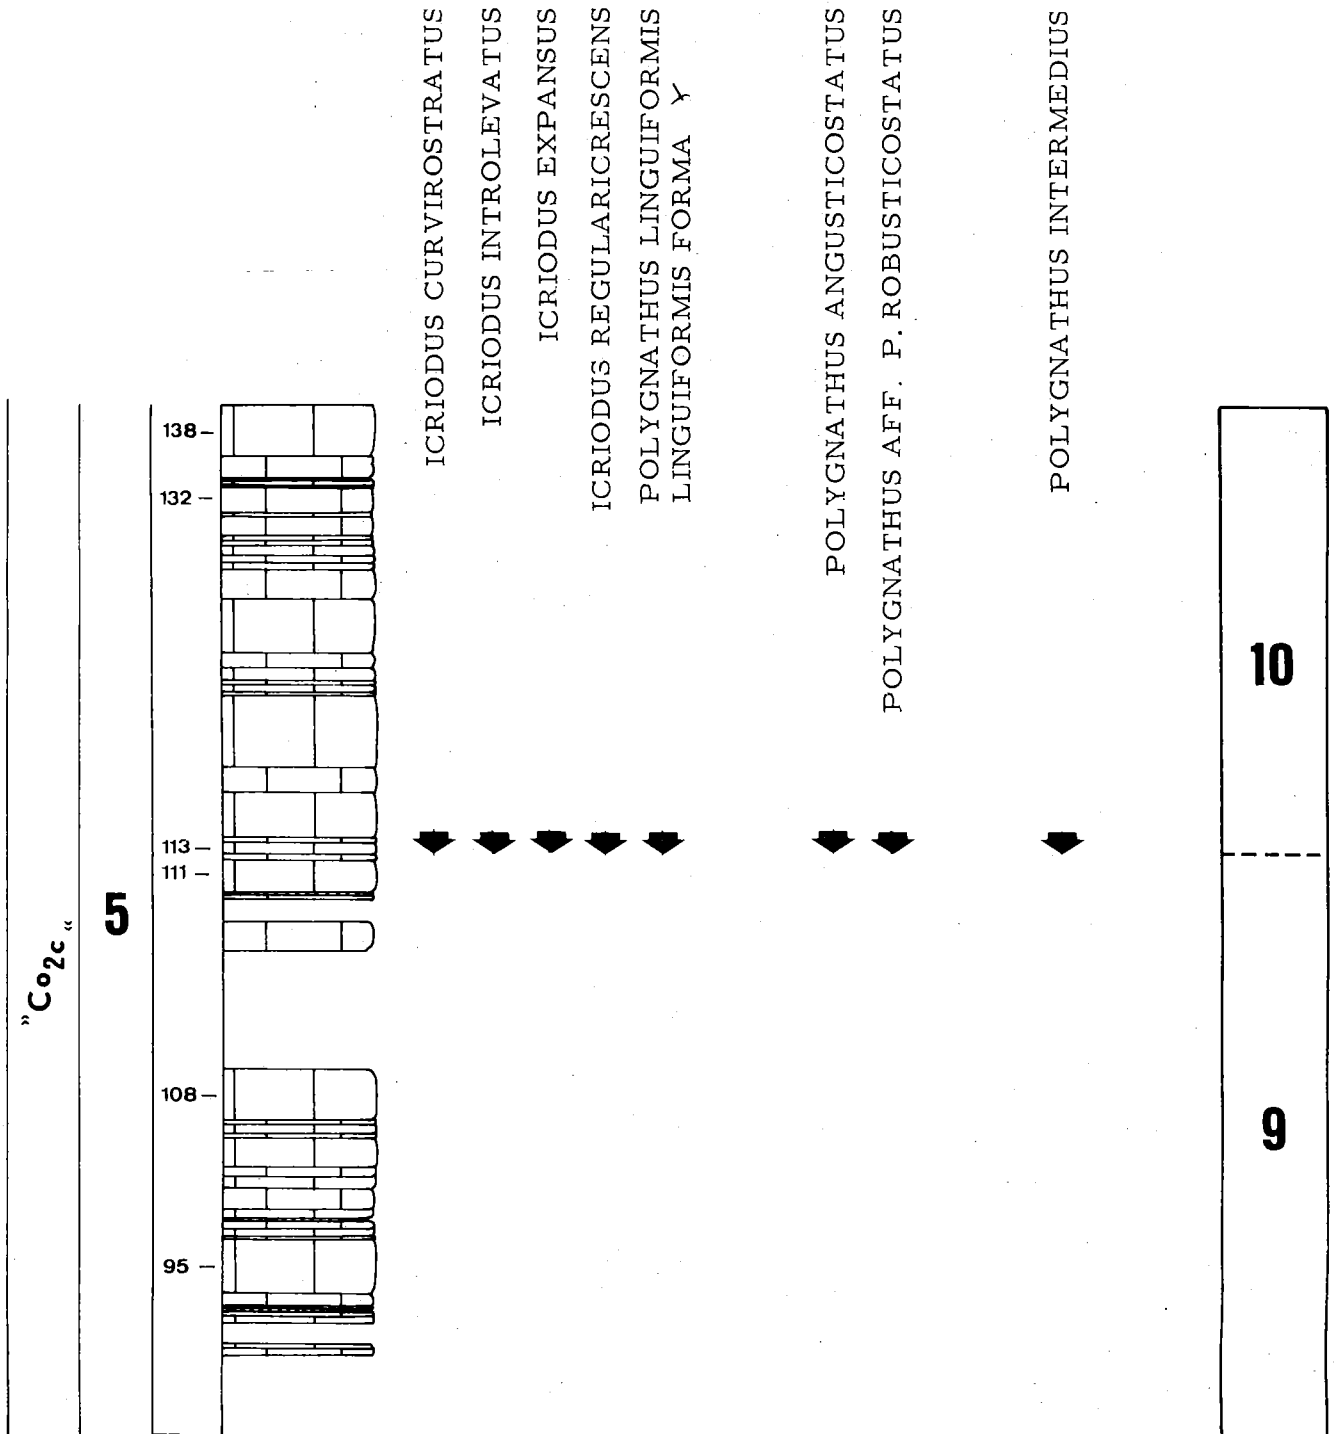 ICRIODUS CURVIROSTRATUS
ICRIODUS INTROLEVATUS
ICRIODUS EXPANSUS
ICRIODUS REGULARICRESCENS
POLYGNATHUS LINGUIFORMIS
LINGUIFORMIS FORMA γ
POLYGNATHUS ANGUSTICOSTATUS
POLYGNATHUS AFF. P. ROBUSTICOSTATUS
POLYGNATHUS INTERMEDIUS
"Co2c"
5
138
132
113
111
108
95
10
9